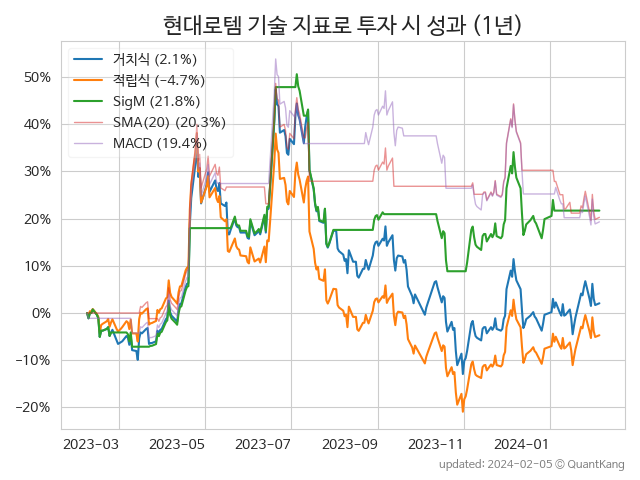 현대로템 기술 지표로 투자 시 성과 (1년)
거치식 (2.1%)
적립식 (−4.7%)
SigM (21.8%)
SMA(20) (20.3%)
MACD (19.4%)
50%
40%
30%
20%
10%
0%
−10%
−20%
2023-03 2023-05 2023-07 2023-09 2023-11 2024-01
updated: 2024-02-05 © QuantKang